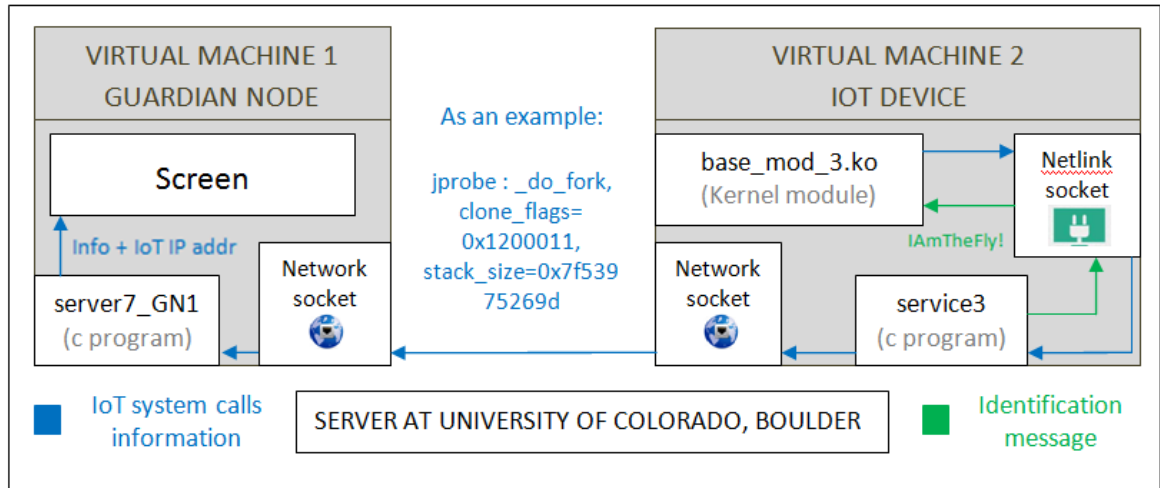 VIRTUAL MACHINE 1
GUARDIAN NODE
Screen
Info + IoT IP addr
server7_GN1
(c program)
Network
socket
As an example:
jprobe : _do_fork,
clone_flags=
0x1200011,
stack_size=0x7f539
75269d
VIRTUAL MACHINE 2
IOT DEVICE
base_mod_3.ko
(Kernel module)
Netlink
socket
IAmTheFly!
Network
socket
service3
(c program)
IoT system calls
information
SERVER AT UNIVERSITY OF COLORADO, BOULDER
Identification
message